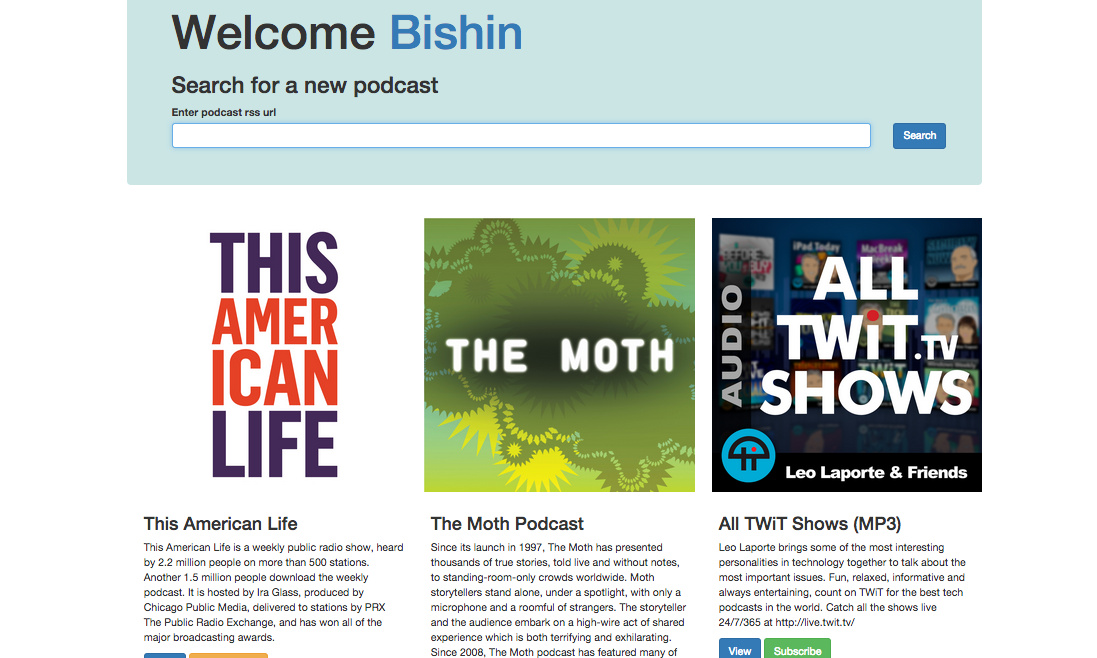 Welcome Bishin
Search for a new podcast
Enter podcast rss url
Search
THIS
AMER
ICAN
LIFE
THE MOTH
iPad Today
MacBreak
AUDIO
ALL
TWiT.TV
SHOWS
Leo Laporte & Friends
This American Life
This American Life is a weekly public radio show, heard
by 2.2 million people on more than 500 stations.
Another 1.5 million people download the weekly
podcast. It is hosted by Ira Glass, produced by
Chicago Public Media, delivered to stations by PRX
The Public Radio Exchange, and has won all of the
major broadcasting awards.
The Moth Podcast
Since its launch in 1997, The Moth has presented
thousands of true stories, told live and without notes,
to standing-room-only crowds worldwide. Moth
storytellers stand alone, under a spotlight, with only a
microphone and a roomful of strangers. The storyteller
and the audience embark on a high-wire act of shared
experience which is both terrifying and exhilarating.
Since 2008, The Moth podcast has featured many of
All TWiT Shows (MP3)
Leo Laporte brings some of the most interesting
personalities in technology together to talk about the
most important issues. Fun, relaxed, informative and
always entertaining, count on TWiT for the best tech
podcasts in the world. Catch all the shows live
24/7/365 at http://live.twit.tv/
View
Subscribe